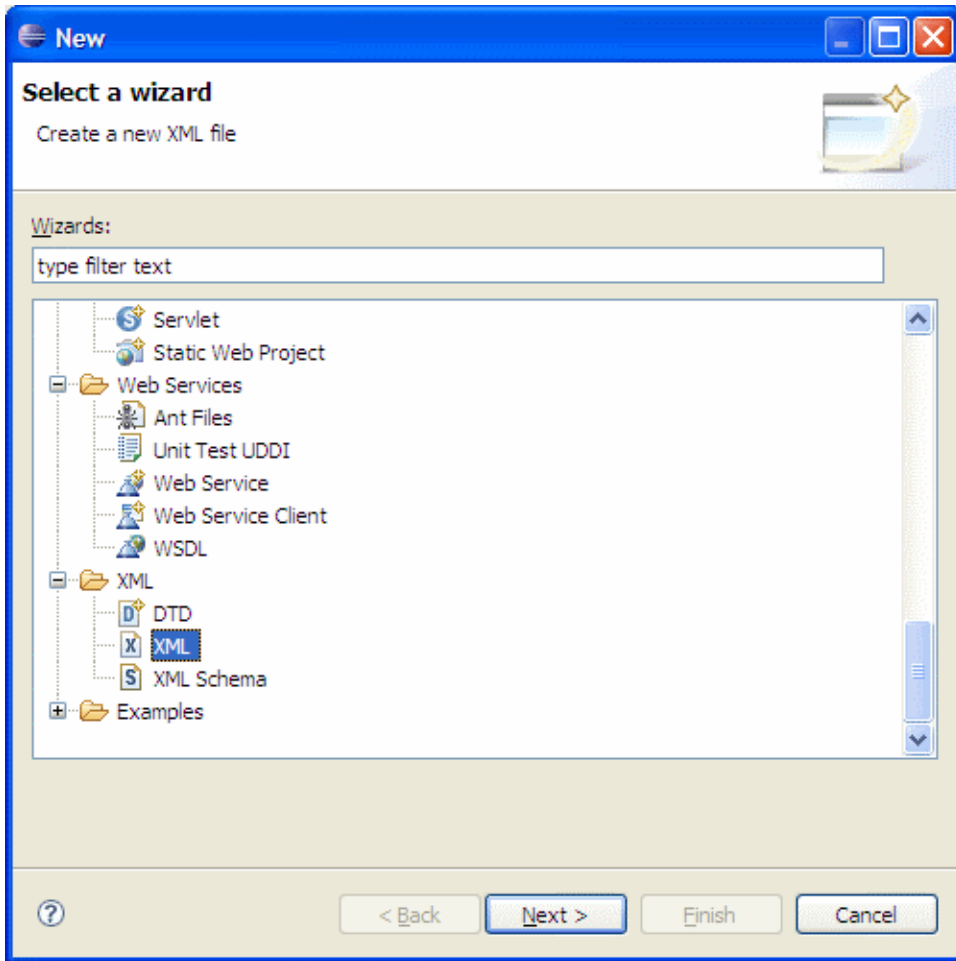 New
Select a wizard
Create a new XML file
Wizards:
type filter text
Servlet
Static Web Project
Web Services
Ant Files
Unit Test UDDI
Web Service
Web Service Client
WSDL
XML
DTD
XML
XML Schema
Examples
< Back Next > Finish Cancel